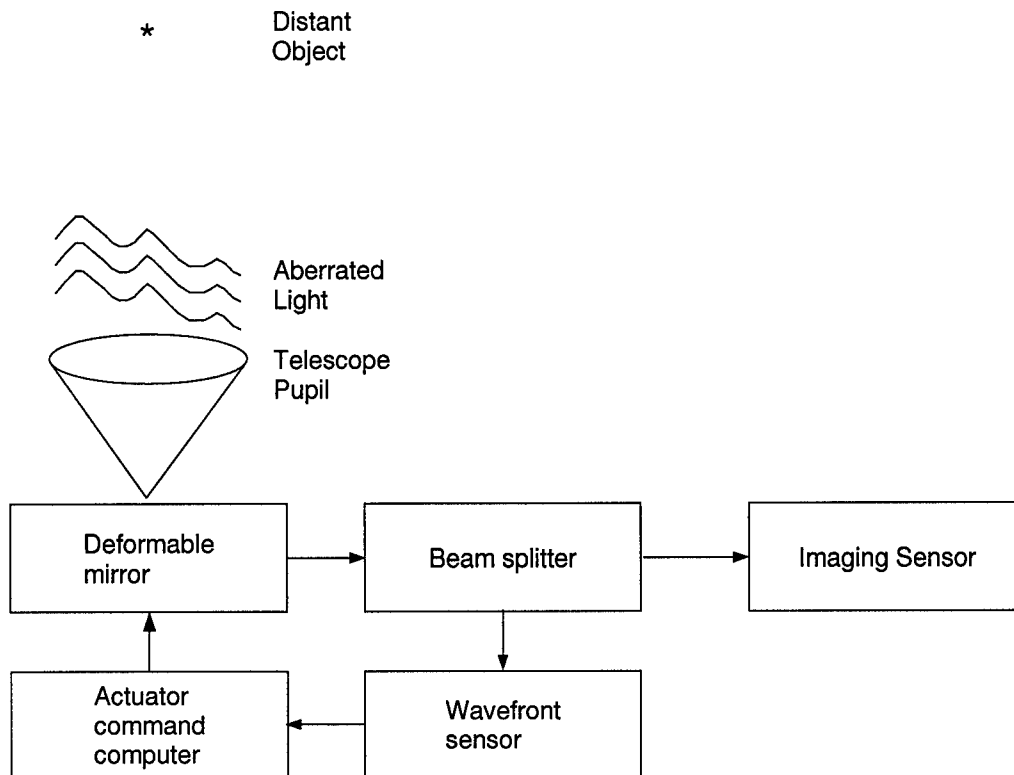 *
Distant
Object
Aberrated
Light
Telescope
Pupil
Deformable
mirror
Beam splitter
Imaging Sensor
Actuator
command
computer
Wavefront
sensor